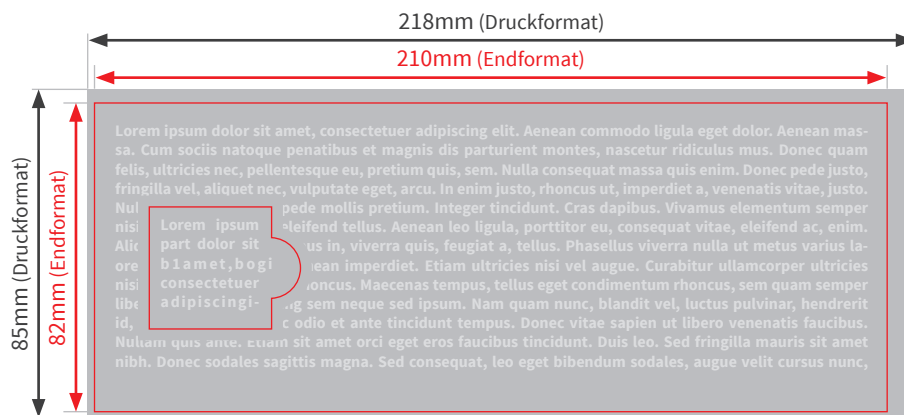 218mm (Druckformat)
210mm (Endformat)
85mm (Druckformat)
82mm (Endformat)
Lorem ipsum dolor sit amet, consectetuer adipiscing elit. Aenean commodo ligula eget dolor. Aenean mas-
sa. Cum sociis natoque penatibus et magnis dis parturient montes, nascetur ridiculus mus. Donec quam
felis, ultricies nec, pellentesque eu, pretium quis, sem. Nulla consequat massa quis enim. Donec pede justo,
fringilla vel, aliquet nec, vulputate eget, arcu. In enim justo, rhoncus ut, imperdiet a, venenatis vitae, justo.
pede mollis pretium. Integer tincidunt. Cras dapibus. Vivamus elementum semper
nisi eleifend tellus. Aenean leo ligula, porttitor eu, consequat vitae, eleifend ac, enim.
in, viverra quis, feugiat a, tellus. Phasellus viverra nulla ut metus varius la-
ore imperdiet. Etiam ultricies nisi vel augue. Curabitur ullamcorper ultricies
nisi rhoncus. Maecenas tempus, tellus eget condimentum rhoncus, sem quam semper
sem neque sed ipsum. Nam quam nunc, blandit vel, luctus pulvinar, hendrerit
id, odio et ante tincidunt tempus. Donec vitae sapien ut libero venenatis faucibus.
Nullam quis ante. Etiam sit amet orci eget eros faucibus tincidunt. Duis leo. Sed fringilla mauris sit amet
nibh. Donec sodales sagittis magna. Sed consequat, leo eget bibendum sodales, augue velit cursus nunc,
Lorem ipsum
part dolor sit
b1amet,bogi
consectetuer
adipiscingi-